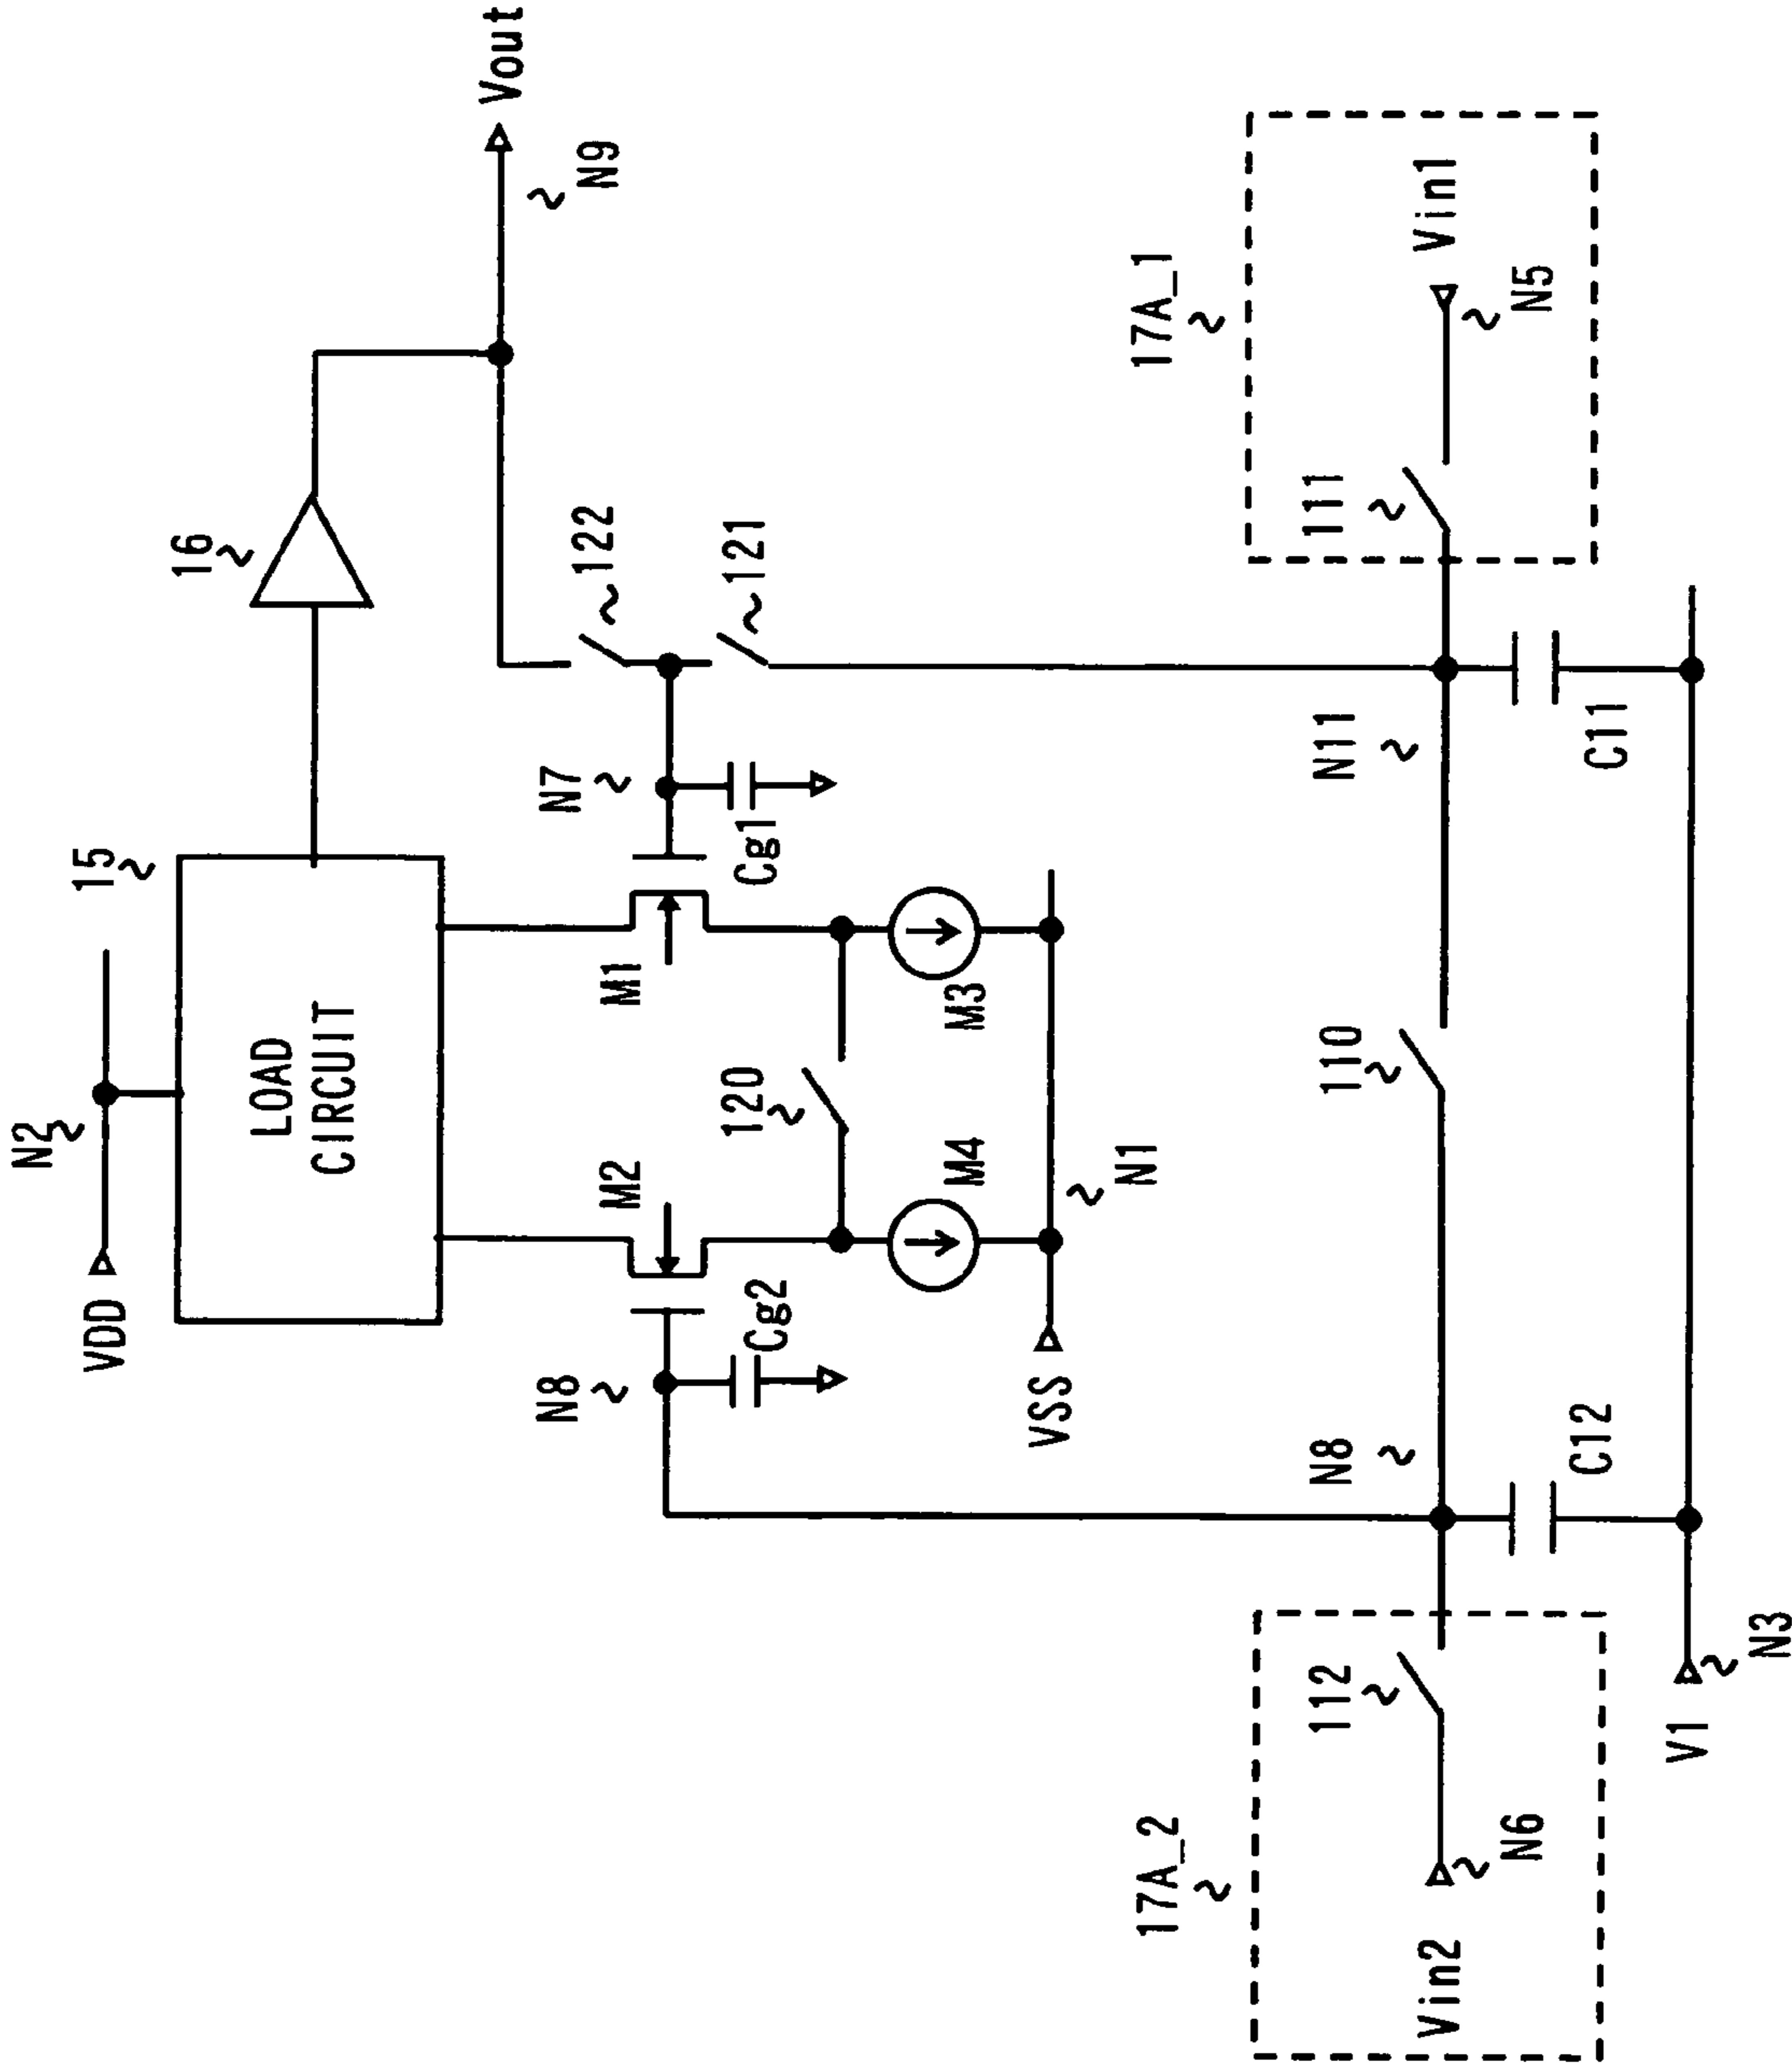 Vout
N9
16
122
121
N7
Cg1
15
N2
VDD
LOAD
CIRCUIT
M1
M2
M3
M4
120
Cg2
N8
VSS
N1
17A_1
Vin1
N5
111
N11
C11
110
N8
C12
112
17A_2
Vin2
N6
V1
N3